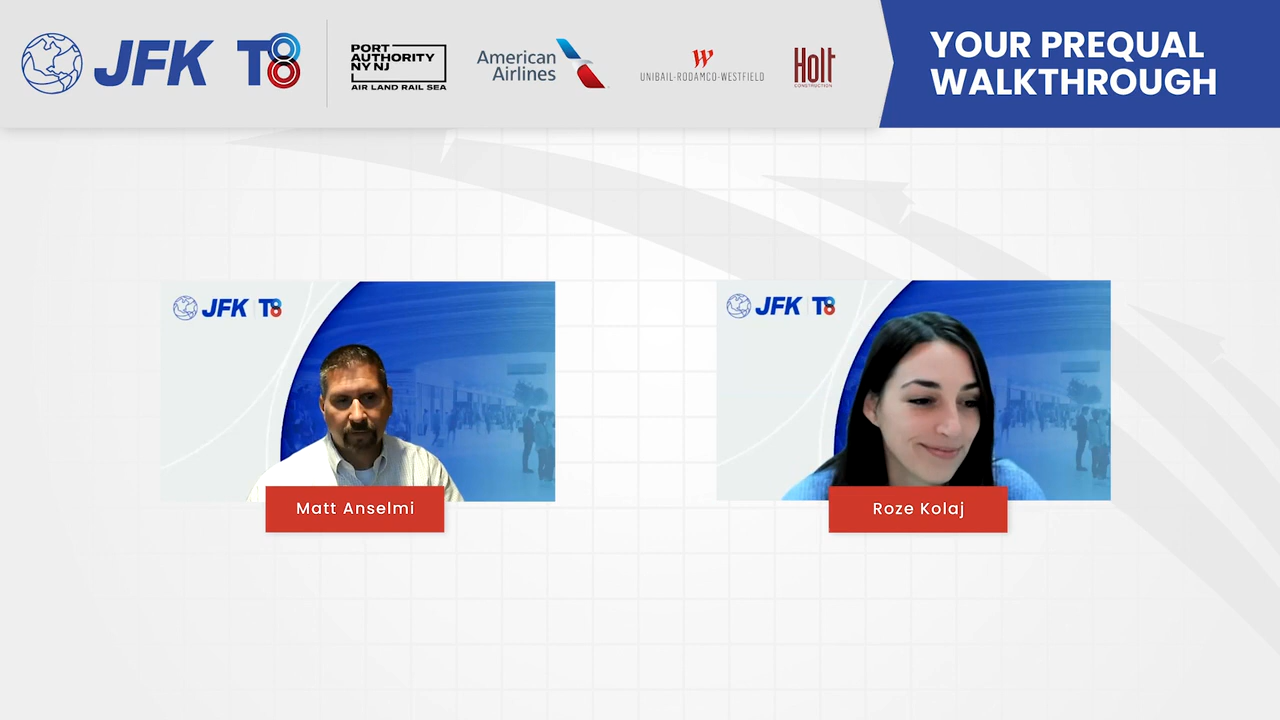 JFK T8
PORT
AUTHORITY
NY NJ
AIR LAND RAIL SEA
American
Airlines
UNIBAIL-RODAMCO-WESTFIELD
Holt
CONSTRUCTION
YOUR PREQUAL
WALKTHROUGH
JFK T8
JFK T8
Matt Anselmi
Roze Kolaj